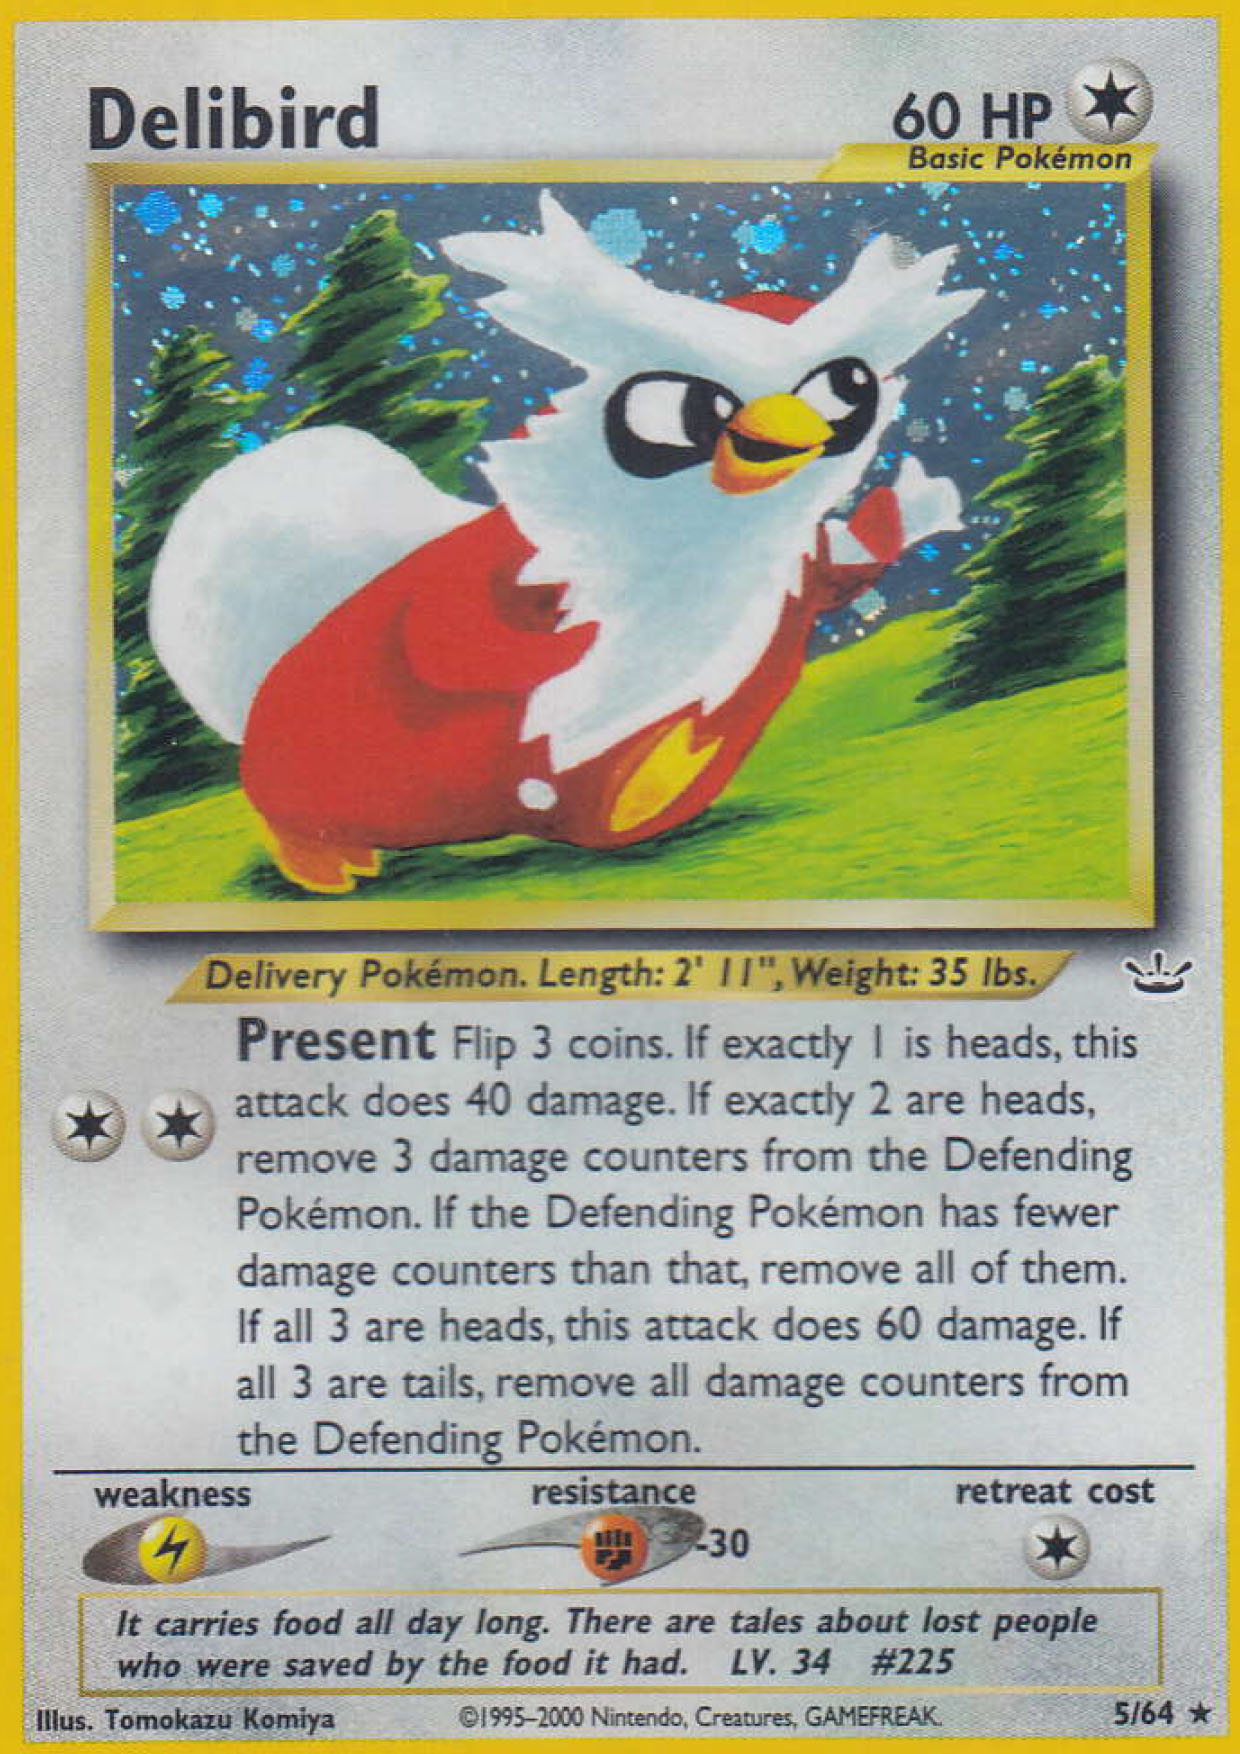 Delibird
60 HP
Basic Pokémon
Delivery Pokémon. Length: 2' 11", Weight: 35 lbs.
Present Flip 3 coins. If exactly 1 is heads, this
attack does 40 damage. If exactly 2 are heads,
remove 3 damage counters from the Defending
Pokémon. If the Defending Pokémon has fewer
damage counters than that, remove all of them.
If all 3 are heads, this attack does 60 damage. If
all 3 are tails, remove all damage counters from
the Defending Pokémon.
weakness resistance retreat cost
-30
It carries food all day long. There are tales about lost people
who were saved by the food it had. LV. 34 #225
Illus. Tomokazu Komiya ©1995–2000 Nintendo, Creatures, GAMEFREAK. 5/64 ★